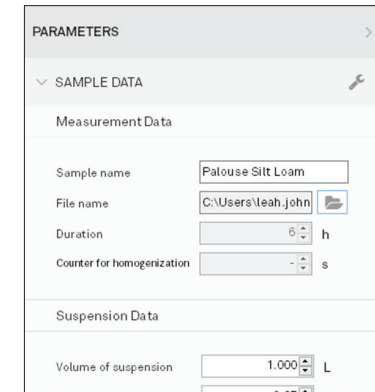 PARAMETERS
SAMPLE DATA
Measurement Data
Sample name Palouse Silt Loam
File name C:\Users\leah.john
Duration 6 h
Counter for homogenization - s
Suspension Data
Volume of suspension 1.000 L